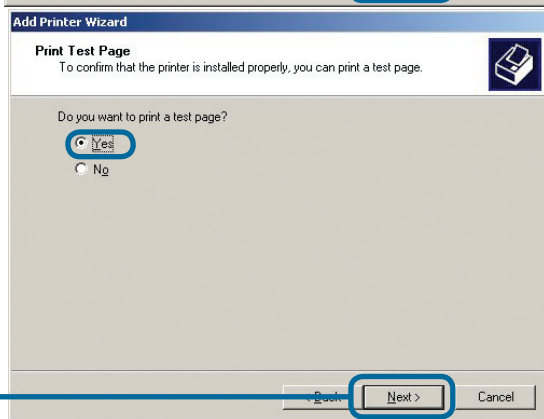 Add Printer Wizard
Print Test Page
To confirm that the printer is installed properly, you can print a test page.
Do you want to print a test page?
Yes
No
< Back Next > Cancel